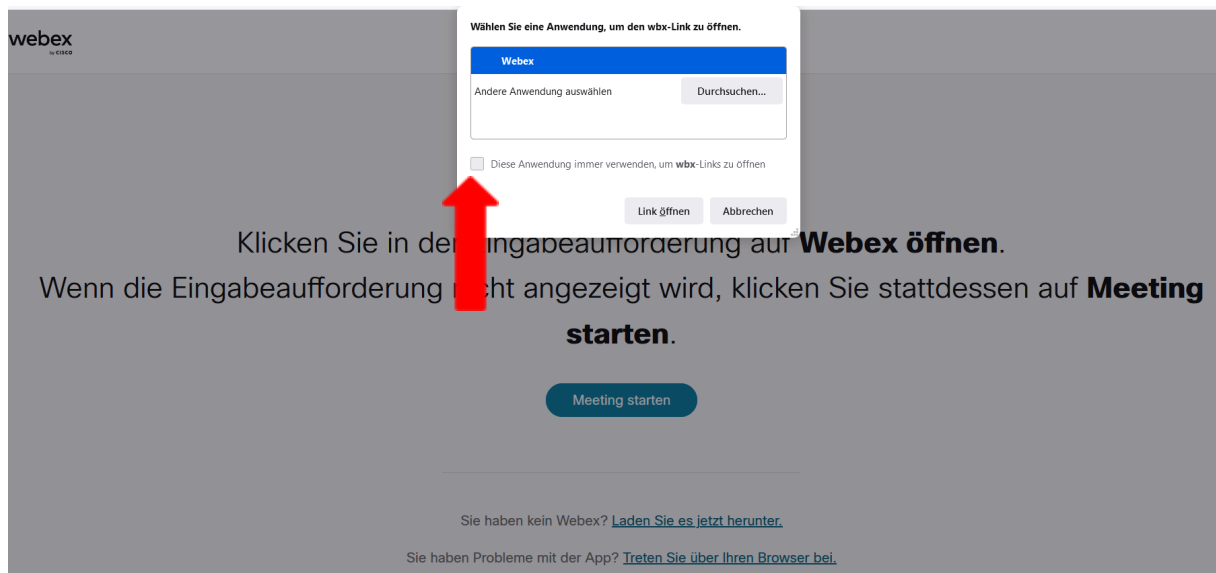 webex
by CISCO
Wählen Sie eine Anwendung, um den wbx-Link zu öffnen.
Webex
Andere Anwendung auswählen
Durchsuchen...
Diese Anwendung immer verwenden, um wbx-Links zu öffnen
Link öffnen
Abbrechen
Klicken Sie in de ingabeaufforderung auf Webex öffnen.
Wenn die Eingabeaufforderung cht angezeigt wird, klicken Sie stattdessen auf Meeting
starten.
Meeting starten
Sie haben kein Webex? Laden Sie es jetzt herunter.
Sie haben Probleme mit der App? Treten Sie über Ihren Browser bei.